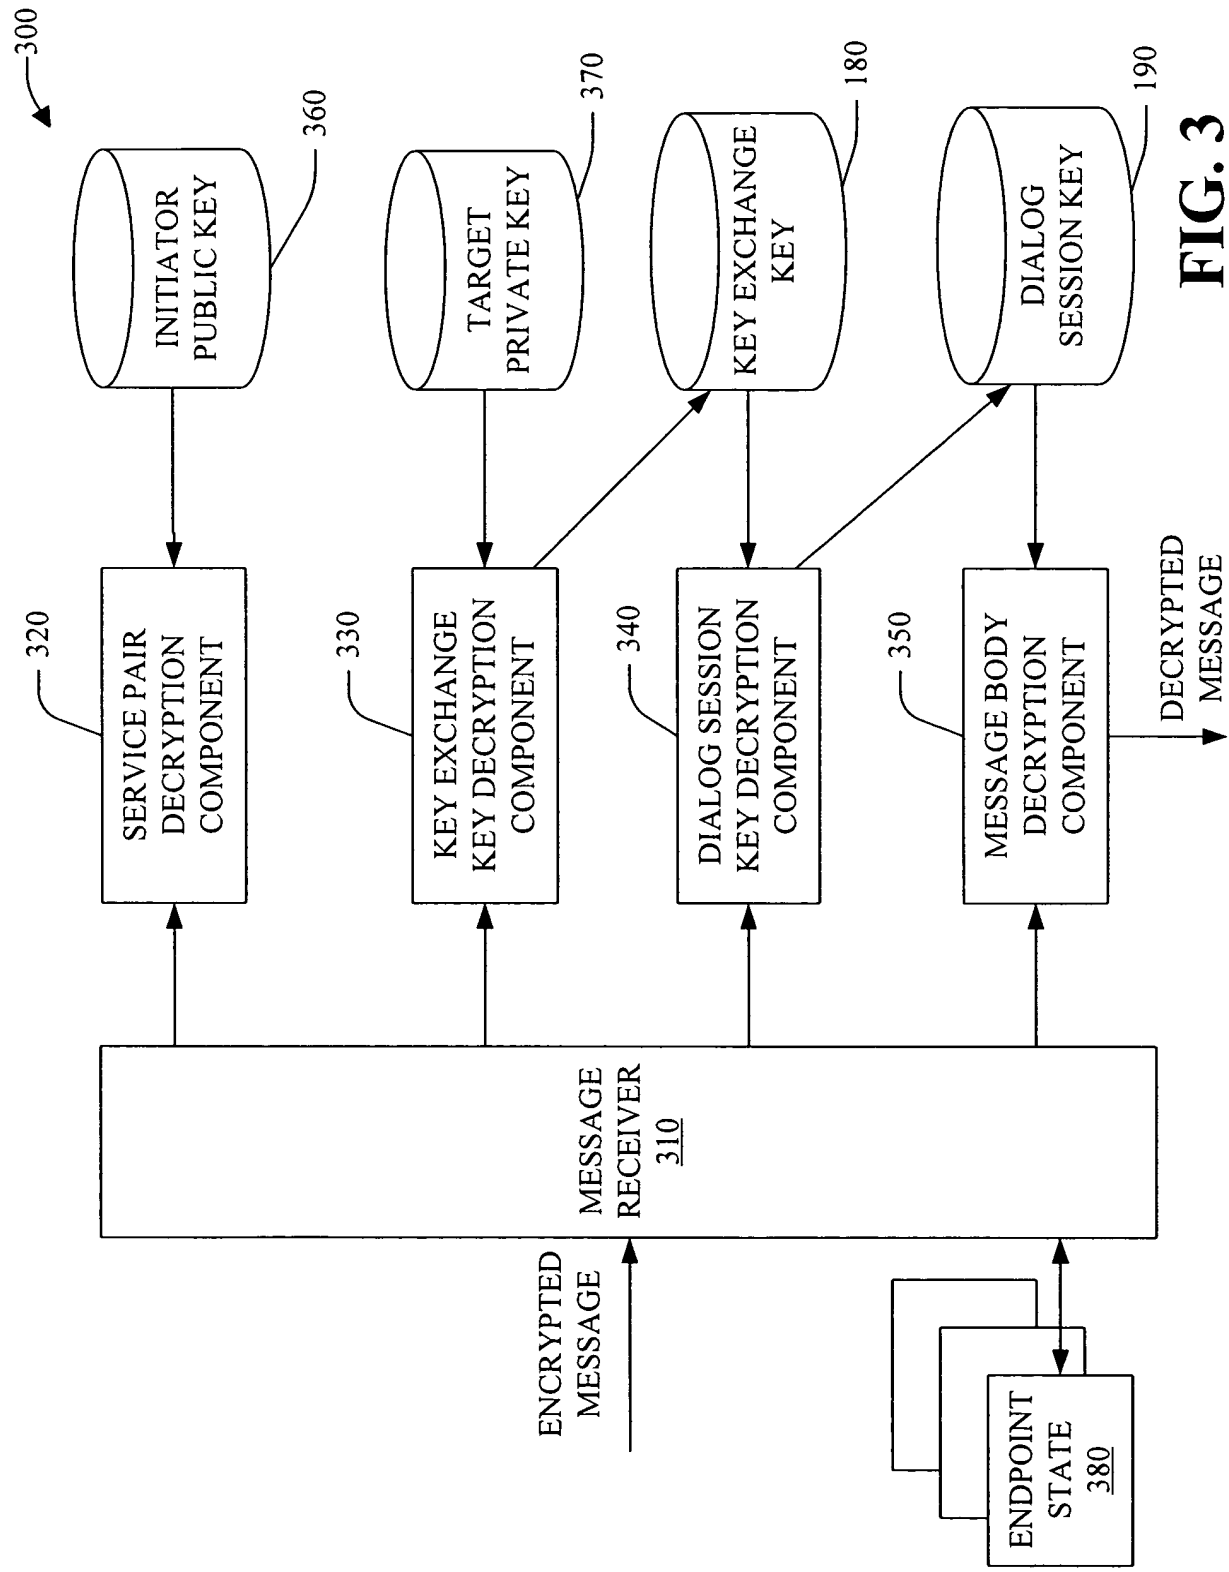 300
INITIATOR
PUBLIC KEY
360
TARGET
PRIVATE KEY
370
KEY EXCHANGE
KEY
180
DIALOG
SESSION KEY
190
320
SERVICE PAIR
DECRYPTION
COMPONENT
330
KEY EXCHANGE
KEY DECRYPTION
COMPONENT
340
DIALOG SESSION
KEY DECRYPTION
COMPONENT
350
MESSAGE BODY
DECRYPTION
COMPONENT
DECRYPTED
MESSAGE
MESSAGE
RECEIVER
310
ENCRYPTED
MESSAGE
ENDPOINT
STATE
380
FIG. 3